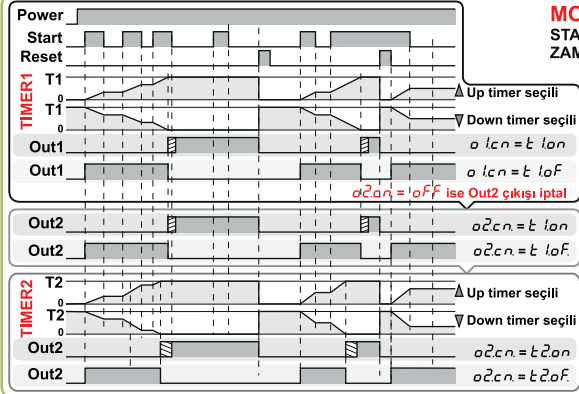 Power
Start
Reset
MO
STA
ZAM
TIMER1
T1
0
Up timer seçili
T1
0
Down timer seçili
Out1
o1.cn = t1.on
Out1
o1.cn = t1.oF
o2.on. = oFF ise Out2 çıkışı iptal
Out2
o2.cn. = t1.on
Out2
o2.cn. = t1.oF.
TIMER2
T2
0
Up timer seçili
T2
0
Down timer seçili
Out2
o2.cn. = t2.on
Out2
o2.cn. = t2.oF.